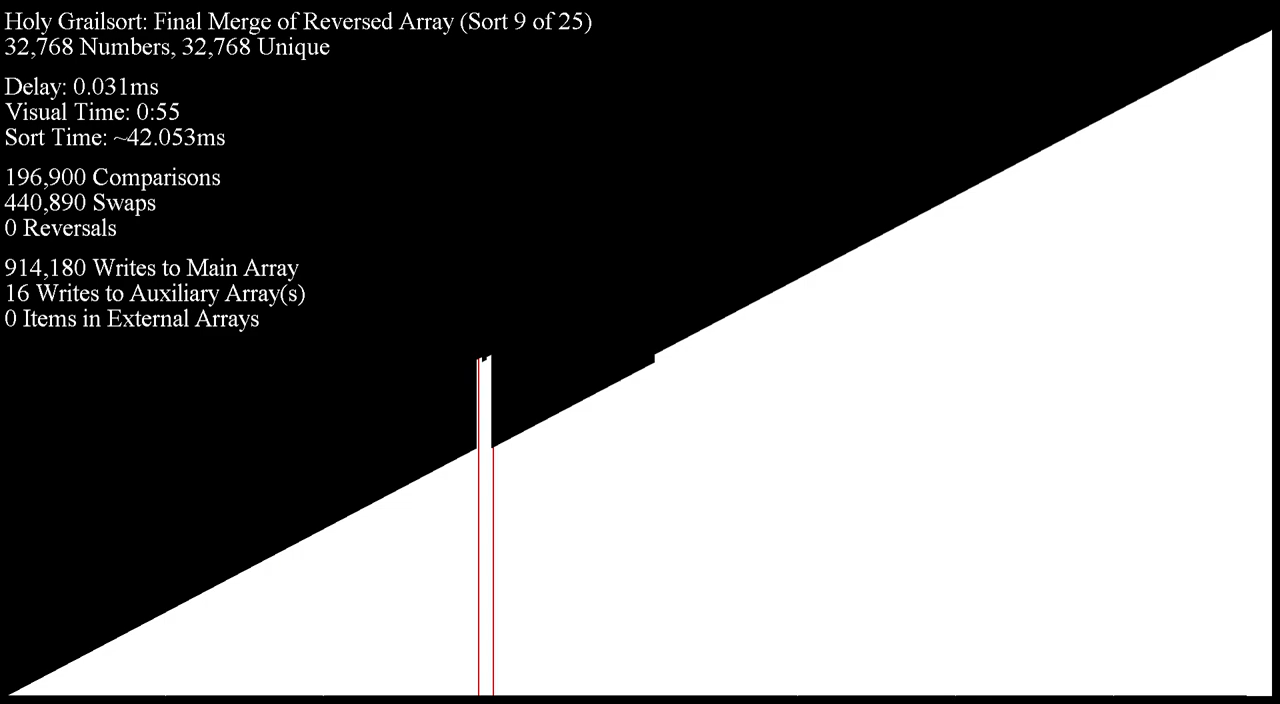 Holy Grailsort: Final Merge of Reversed Array (Sort 9 of 25)
32,768 Numbers, 32,768 Unique
Delay: 0.031ms
Visual Time: 0:55
Sort Time: ~42.053ms
196,900 Comparisons
440,890 Swaps
0 Reversals
914,180 Writes to Main Array
16 Writes to Auxiliary Array(s)
0 Items in External Arrays